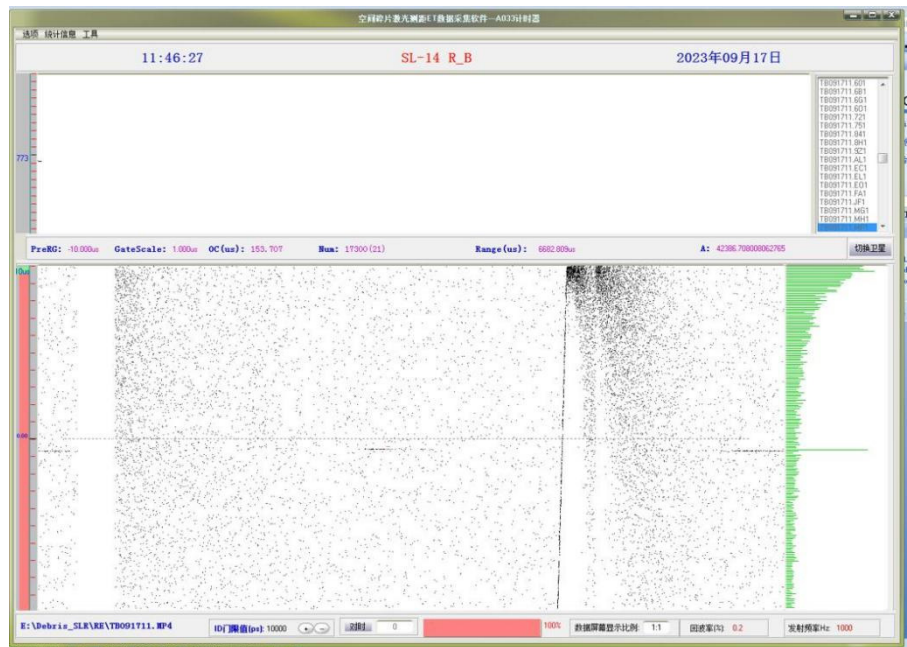 空间碎片激光测距ET数据采集软件--A033计时器
选项 统计信息 工具
11:46:27 SL-14 R_B 2023年09月17日
TB091711.601
TB091711.6B1
TB091711.6G1
TB091711.6O1
TB091711.721
TB091711.751
TB091711.841
TB091711.8H1
TB091711.9Z1
TB091711.AL1
TB091711.EC1
TB091711.EL1
TB091711.EO1
TB091711.FA1
TB091711.JF1
TB091711.MG1
TB091711.MH1
773
PreRG: -10.000us GateScale: 1.000us OC(us): 153.707 Num: 17300(21) Range(us): 6682.809us A: 42386.708008062765 切换卫星
10us
0.00
E:\Debris_SLR\RE\TB091711.MP4 ID门限值(ps): 10000 + - 对时 0 100% 数据屏幕显示比例: 1:1 回波率(%): 0.2 发射频率Hz: 1000